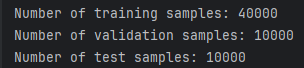 Number of training samples: 40000
Number of validation samples: 10000
Number of test samples: 10000